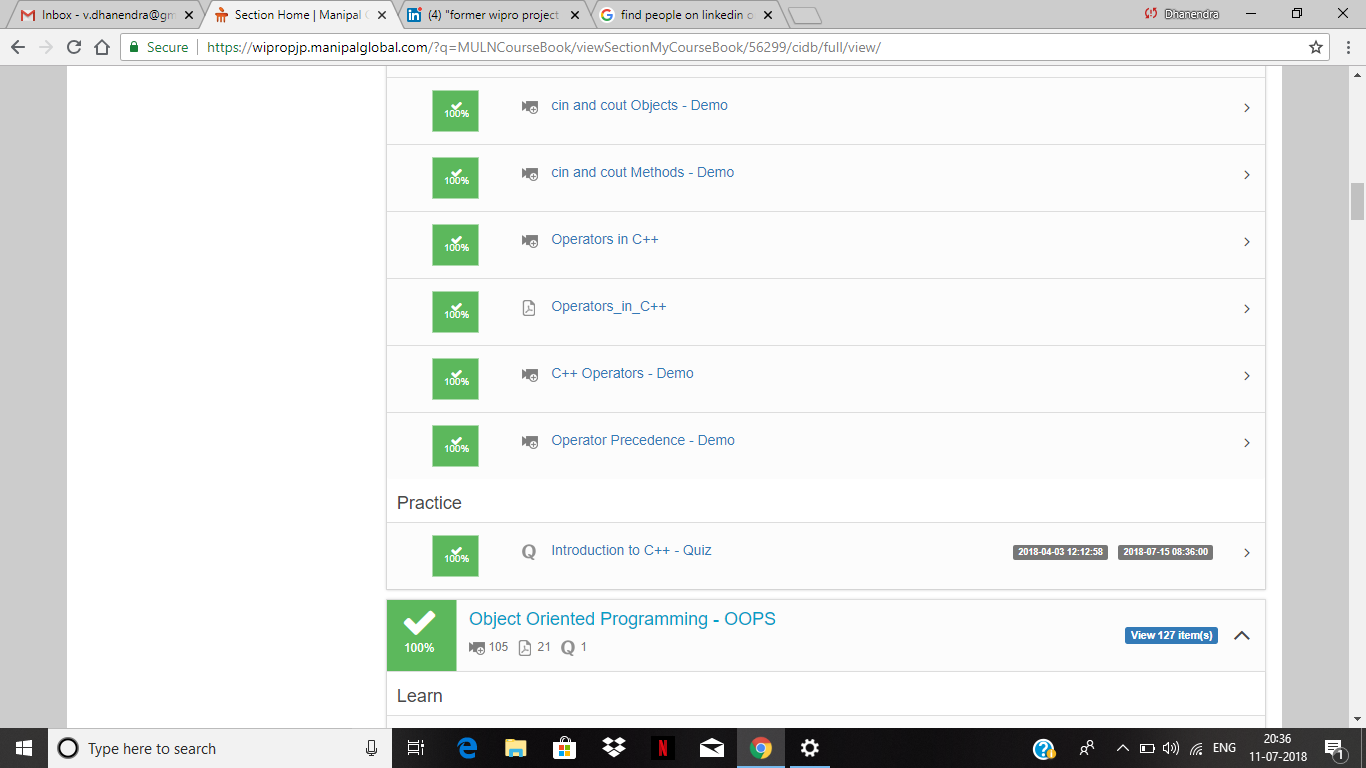 Inbox - v.dhanendra@gm
Section Home | Manipal G
(4) "former wipro project
find people on linkedin o
Dhanendra
Secure
https://wipropjp.manipalglobal.com/?q=MULNCourseBook/viewSectionMyCourseBook/56299/cidb/full/view/
100%
cin and cout Objects - Demo
100%
cin and cout Methods - Demo
100%
Operators in C++
100%
Operators_in_C++
100%
C++ Operators - Demo
100%
Operator Precedence - Demo
Practice
100%
Q
Introduction to C++ - Quiz
2018-04-03 12:12:58
2018-07-15 08:36:00
100%
Object Oriented Programming - OOPS
105
21
Q 1
View 127 item(s)
Learn
Type here to search
ENG
20:36
11-07-2018
1